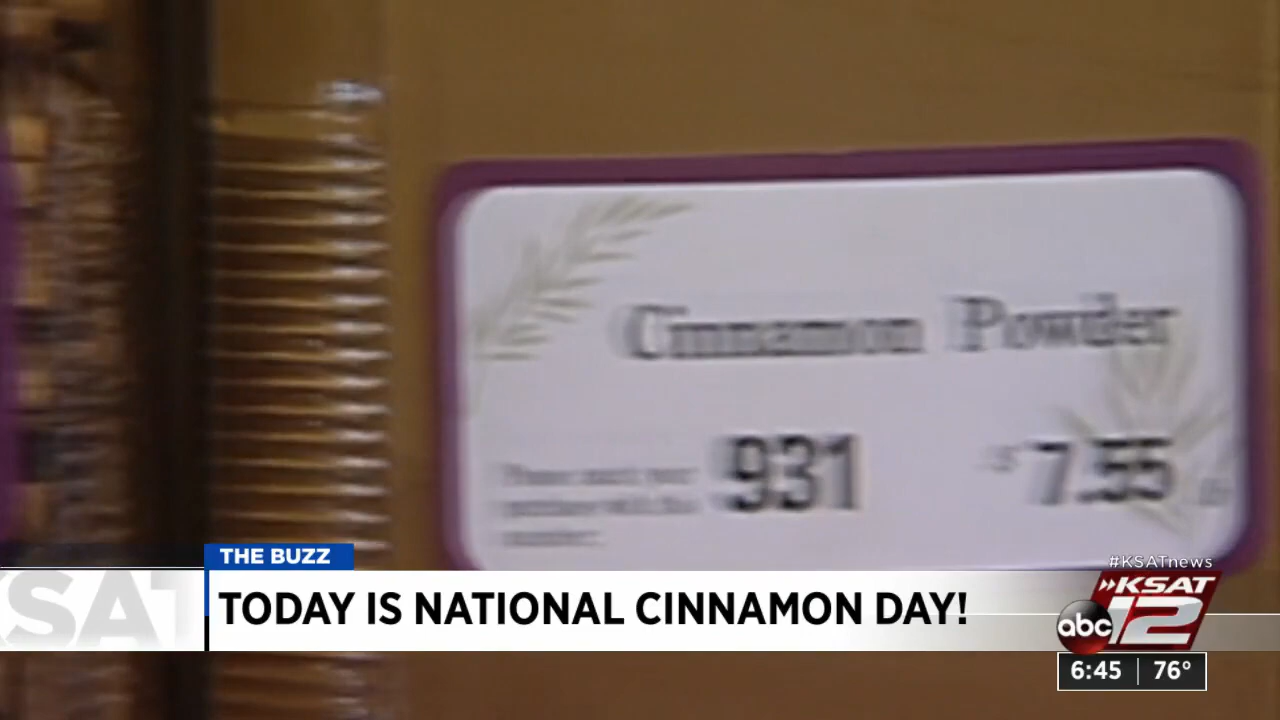 Cinnamon Powder
931
$7.55
THE BUZZ
TODAY IS NATIONAL CINNAMON DAY!
KSAT
#KSATnews
KSAT
12
abc
6:45
76°